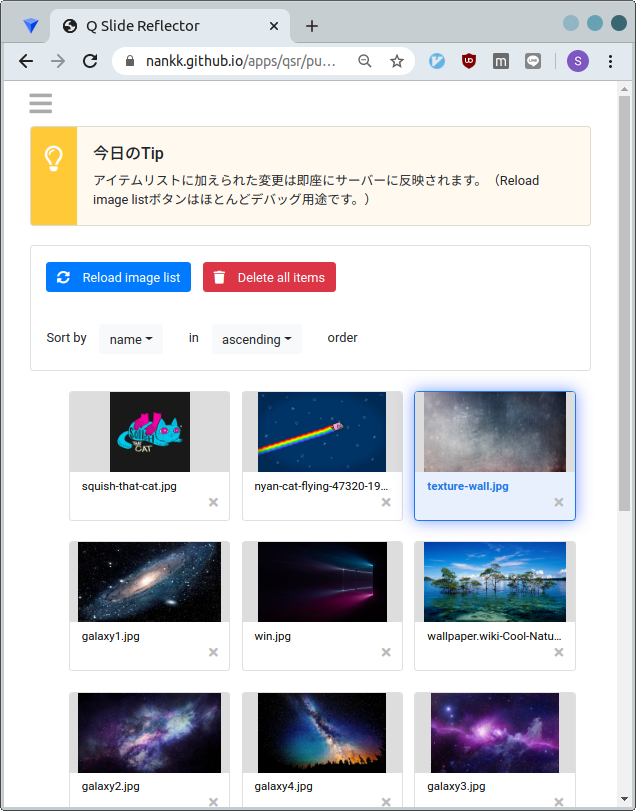 Q Slide Reflector
nankk.github.io/apps/qsr/pu...
S
今日のTip
アイテムリストに加えられた変更は即座にサーバーに反映されます。（Reload
image listボタンはほとんどデバッグ用途です。）
Reload image list
Delete all items
Sort by name in ascending order
SQUISH THAT CAT
squish-that-cat.jpg
nyan-cat-flying-47320-19...
texture-wall.jpg
galaxy1.jpg
win.jpg
wallpaper.wiki-Cool-Natu...
galaxy2.jpg
galaxy4.jpg
galaxy3.jpg